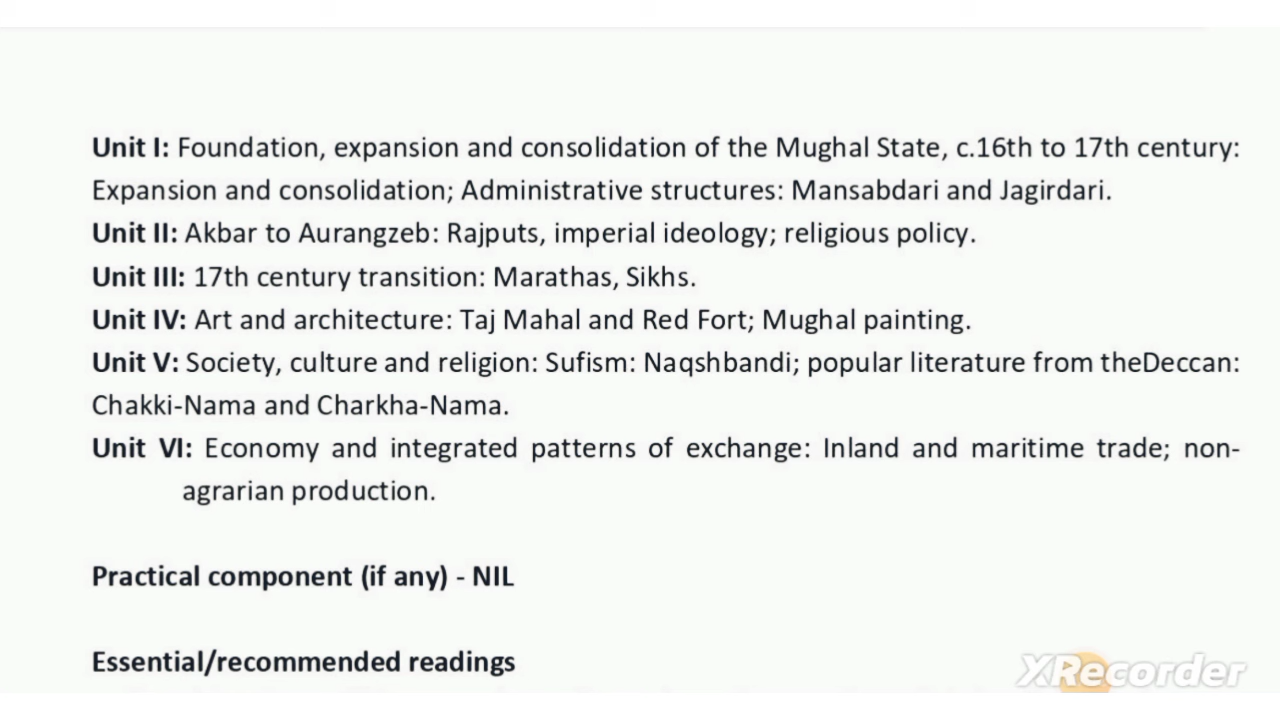 Unit I: Foundation, expansion and consolidation of the Mughal State, c.16th to 17th century:
Expansion and consolidation; Administrative structures: Mansabdari and Jagirdari.
Unit II: Akbar to Aurangzeb: Rajputs, imperial ideology; religious policy.
Unit III: 17th century transition: Marathas, Sikhs.
Unit IV: Art and architecture: Taj Mahal and Red Fort; Mughal painting.
Unit V: Society, culture and religion: Sufism: Naqshbandi; popular literature from theDeccan:
Chakki-Nama and Charkha-Nama.
Unit VI: Economy and integrated patterns of exchange: Inland and maritime trade; non-
agrarian production.
Practical component (if any) - NIL
Essential/recommended readings
XRecorder